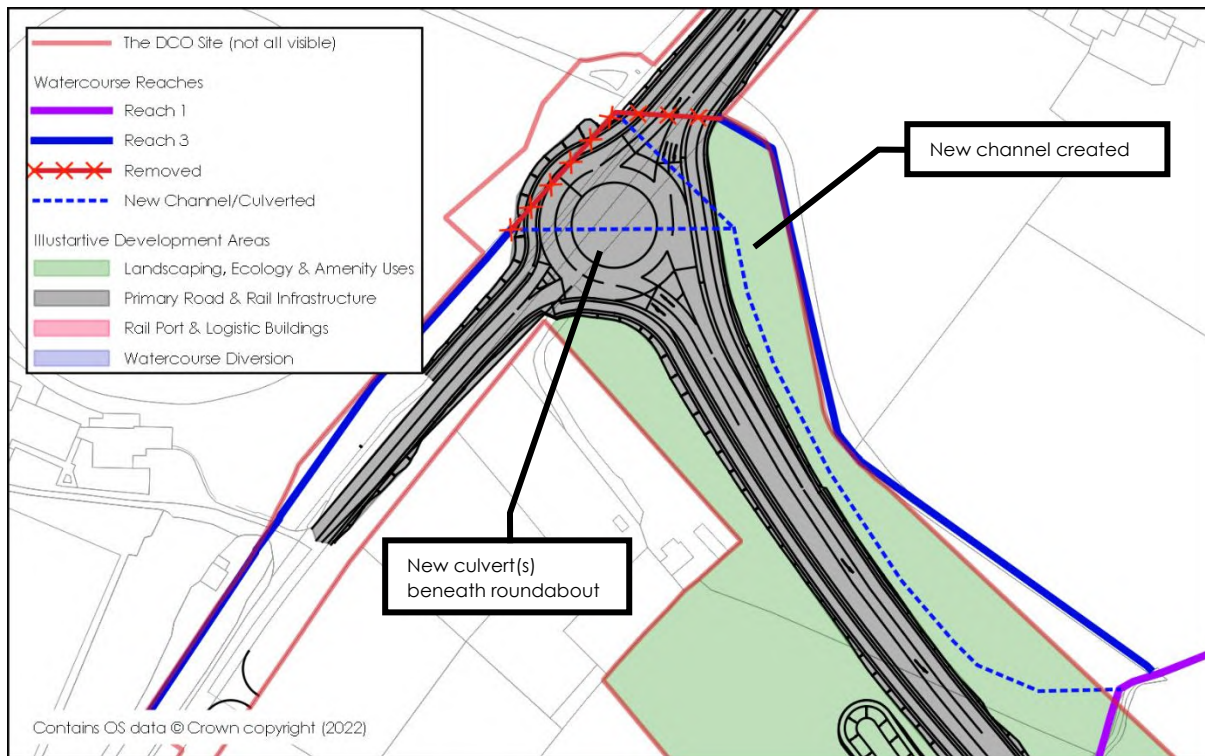 The DCO Site (not all visible)
Watercourse Reaches
Reach 1
Reach 3
Removed
New Channel/Culverted
Illustartive Development Areas
Landscaping, Ecology & Amenity Uses
Primary Road & Rail Infrastructure
Rail Port & Logistic Buildings
Watercourse Diversion
New channel created
New culvert(s)
beneath roundabout
Contains OS data © Crown copyright (2022)